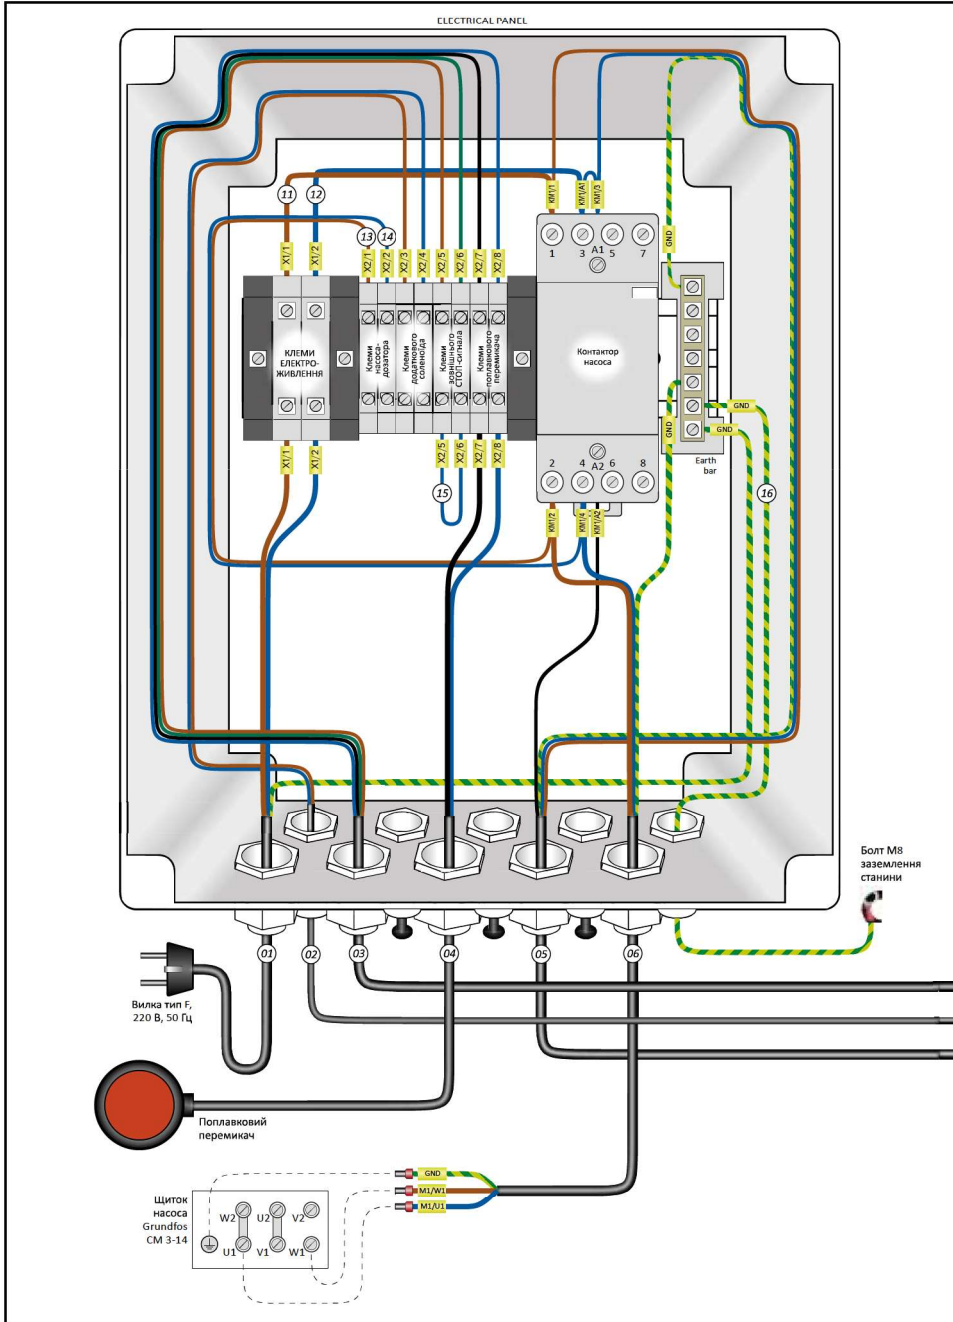 ELECTRICAL PANEL
11
12
KM1/1
KM1/A1
KM1/3
13
14
GND
X1/1
X1/2
X2/1
X2/2
X2/3
X2/4
X2/5
X2/6
X2/7
X2/8
1
3
A1
5
7
КЛЕМИ
ЕЛЕКТРО-
ЖИВЛЕННЯ
Клеми
насоса-
дозатора
Клеми
додаткового
соленоїда
Клеми
зовнішнього
СТОП-сигнала
Клеми
поплавкового
перемикача
Контактор
насоса
GND
GND
GND
Earth
bar
X1/1
X1/2
X2/5
X2/6
X2/7
X2/8
2
4
A2
6
8
15
16
KM1/2
KM1/4
KM1/A2
Болт М8
заземлення
станини
01
02
03
04
05
06
Вилка тип F,
220 В, 50 Гц
Поплавковий
перемикач
GND
M1/W1
M1/U1
Щиток
насоса
Grundfos
CM 3-14
W2
U2
V2
U1
V1
W1